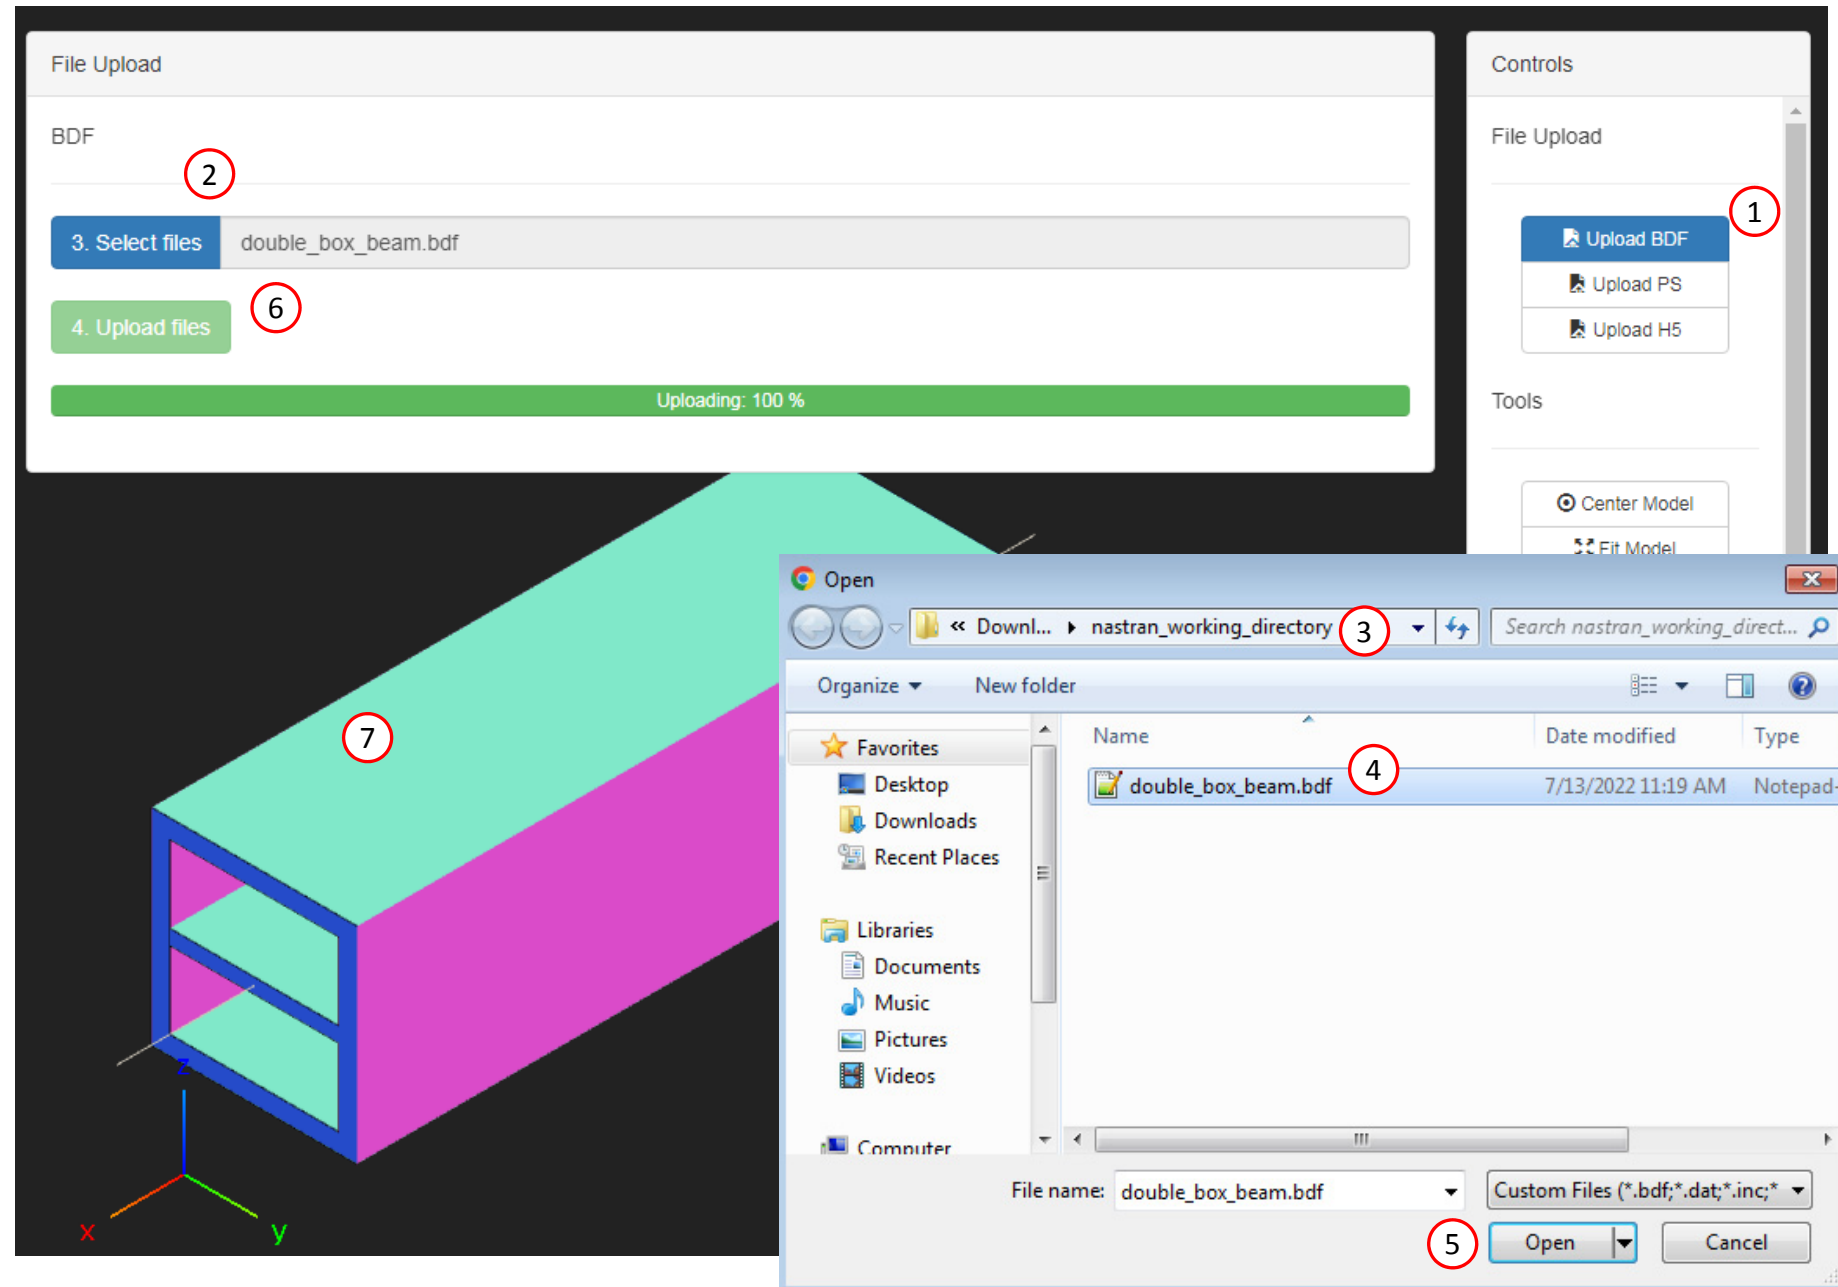 File Upload
BDF
2
3. Select files
double_box_beam.bdf
6
4. Upload files
Uploading: 100 %
Controls
File Upload
1
Upload BDF
Upload PS
Upload H5
Tools
Center Model
Fit Model
7
z
x
y
Open
« Downl... ▸ nastran_working_directory
3
Search nastran_working_direct...
Organize
New folder
Name
Date modified
Type
Favorites
Desktop
Downloads
Recent Places
Libraries
Documents
Music
Pictures
Videos
Computer
4
double_box_beam.bdf
7/13/2022 11:19 AM
Notepad-
File name:
double_box_beam.bdf
Custom Files (*.bdf;*.dat;*.inc;*
5
Open
Cancel